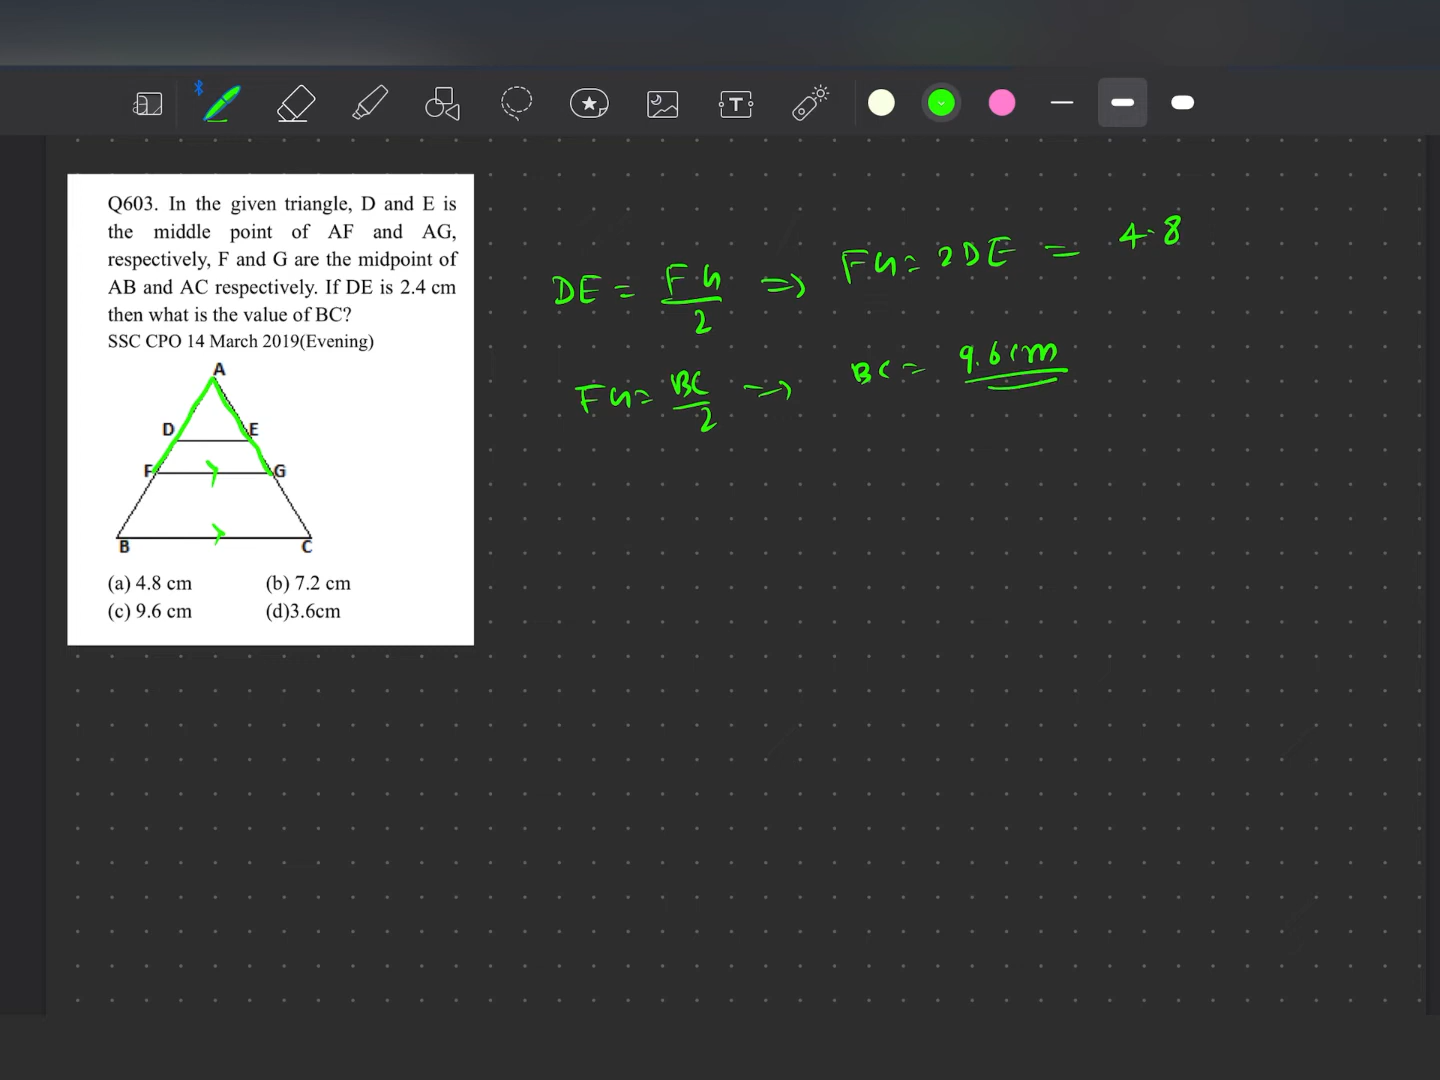 Q603. In the given triangle, D and E is
the middle point of AF and AG,
respectively, F and G are the midpoint of
AB and AC respectively. If DE is 2.4 cm
then what is the value of BC?
SSC CPO 14 March 2019(Evening)
A
D E
F G
B C
(a) 4.8 cm (b) 7.2 cm
(c) 9.6 cm (d)3.6cm
DE = FG/2 => FG = 2DE = 4.8
FG = BC/2 => BC = 9.6cm